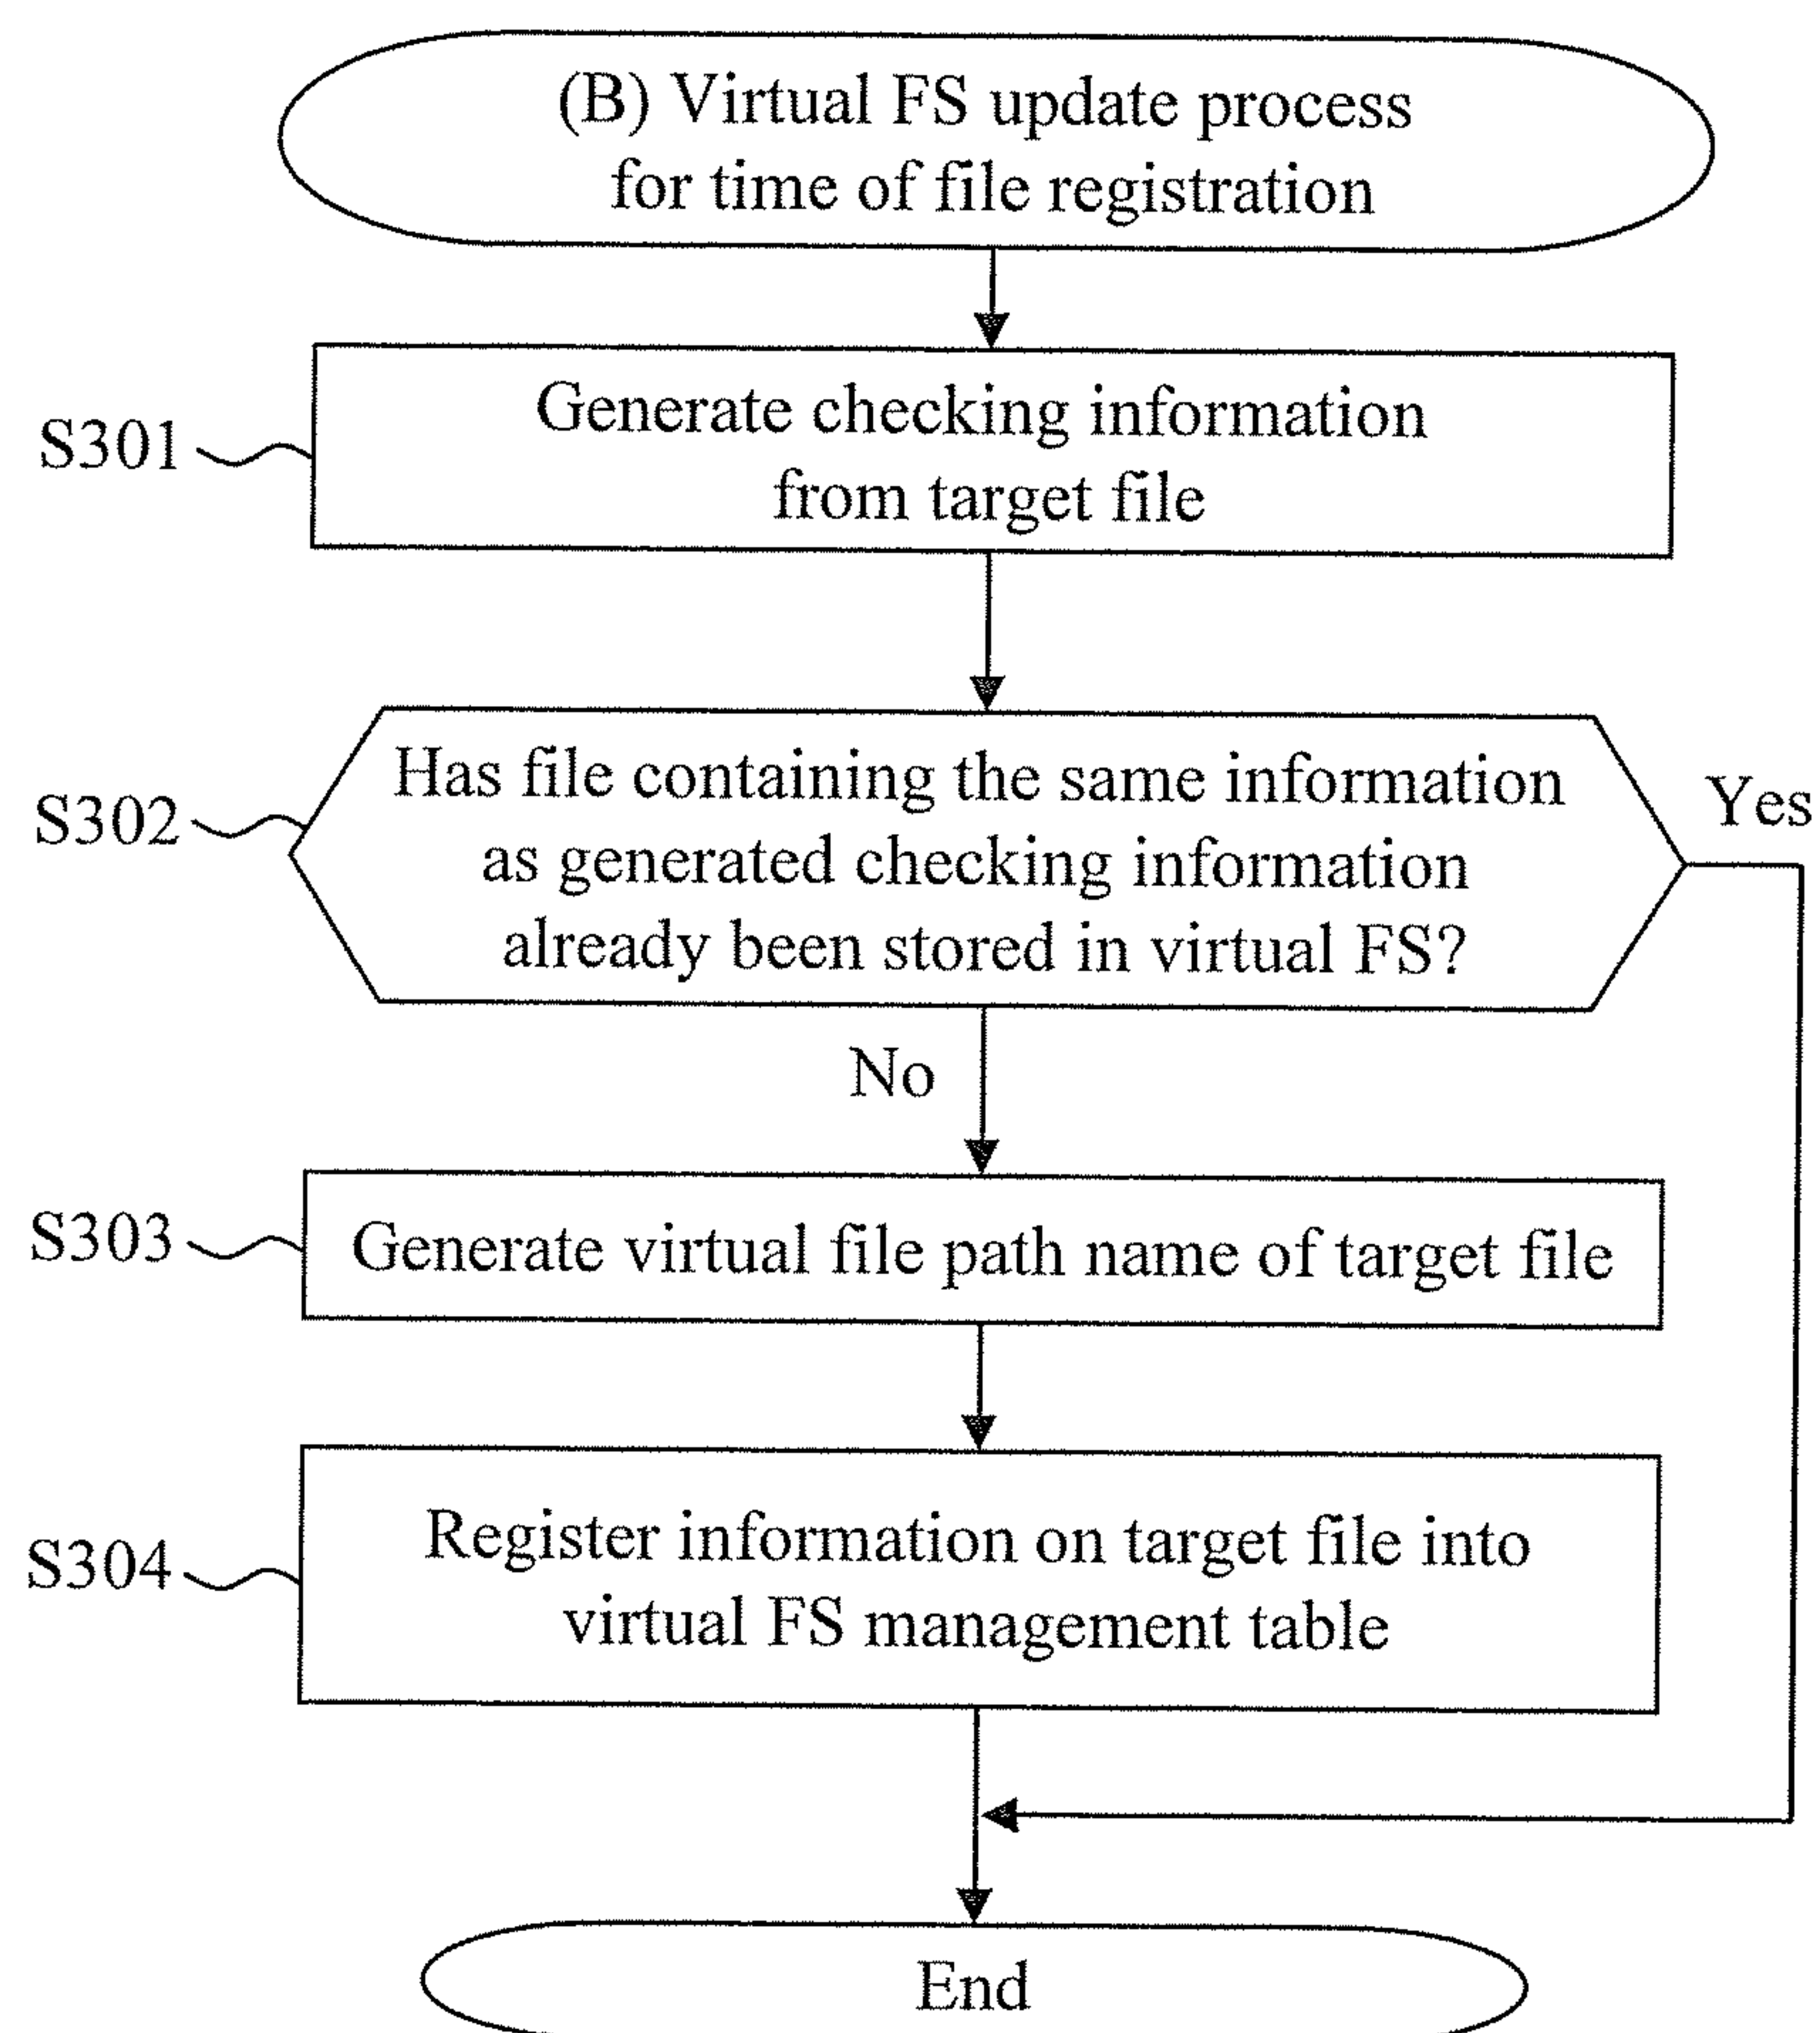 (B) Virtual FS update process
for time of file registration
S301
Generate checking information
from target file
S302
Has file containing the same information
as generated checking information
already been stored in virtual FS?
Yes
No
S303
Generate virtual file path name of target file
S304
Register information on target file into
virtual FS management table
End